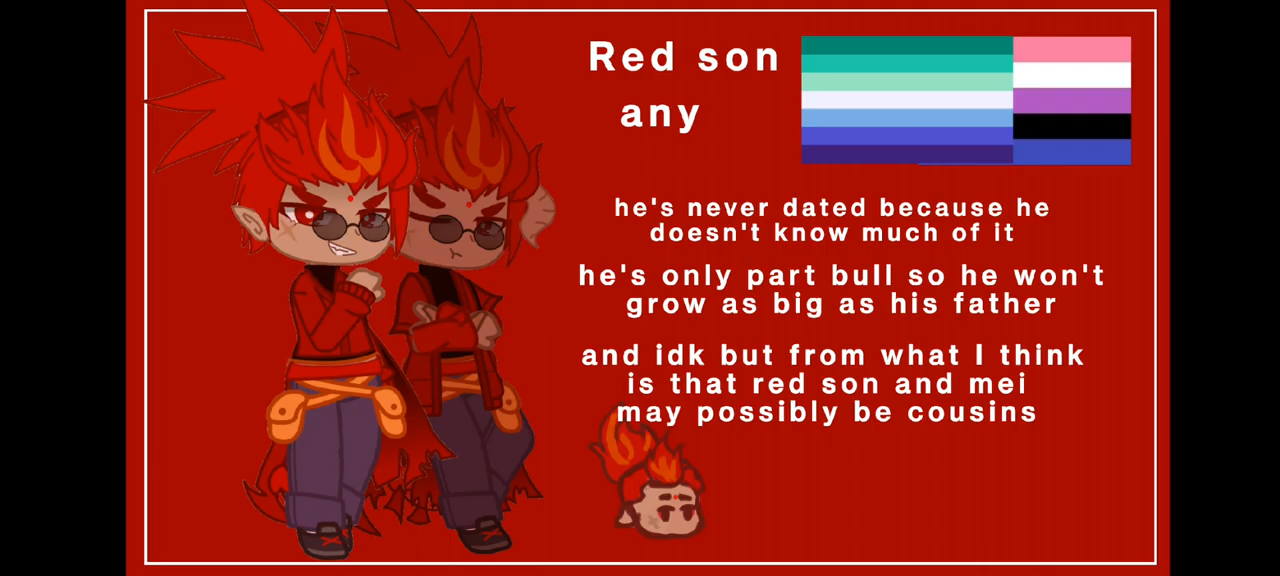 Red son
any
he's never dated because he
doesn't know much of it
he's only part bull so he won't
grow as big as his father
and idk but from what I think
is that red son and mei
may possibly be cousins